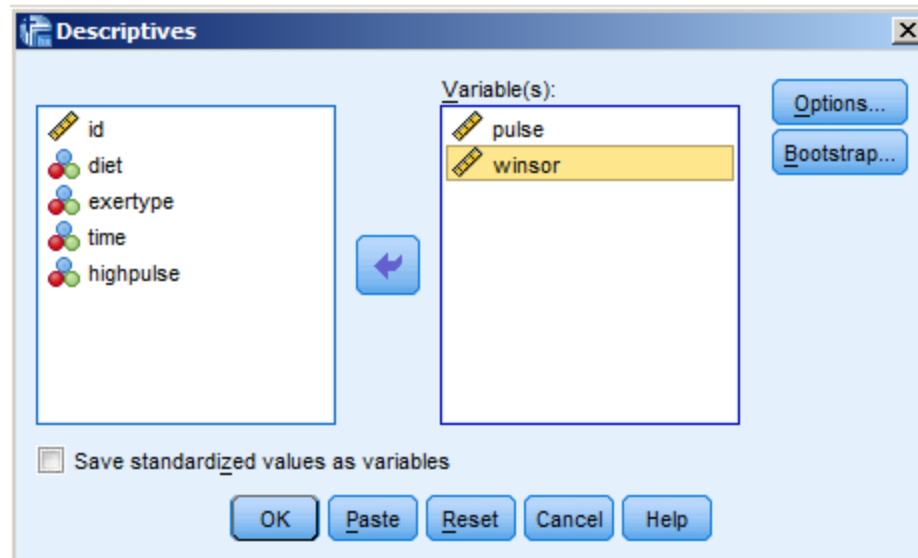 Descriptives
Variable(s):
id
diet
exertype
time
highpulse
pulse
winsor
Options...
Bootstrap...
Save standardized values as variables
OK
Paste
Reset
Cancel
Help